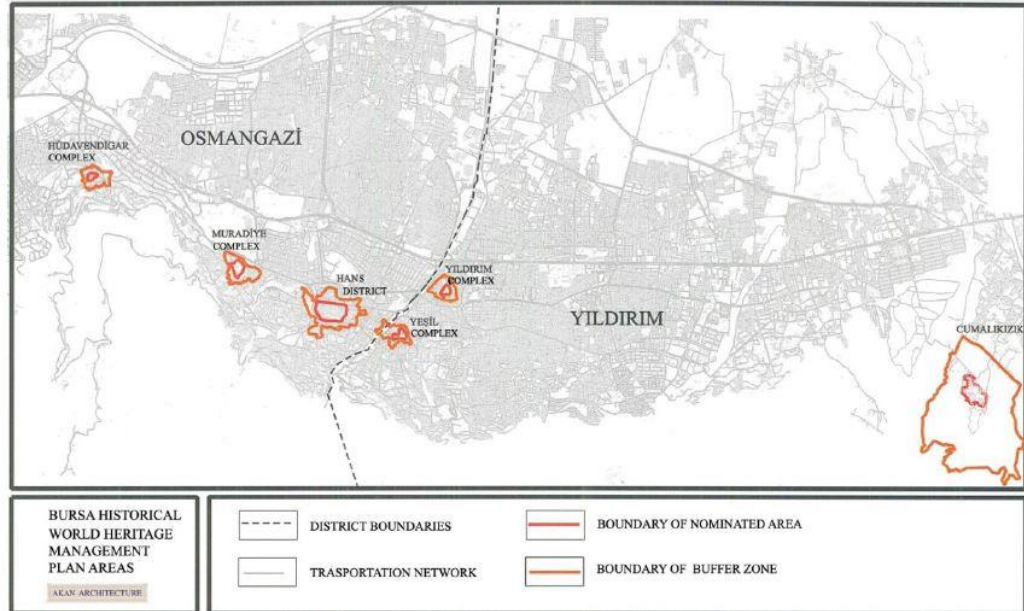 OSMANGAZİ
HÜDAVENDİGAR
COMPLEX
MURADİYE
COMPLEX
HANS
DISTRICT
YILDIRIM
COMPLEX
YEŞİL
COMPLEX
YILDIRIM
CUMALIKIZIK
BURSA HISTORICAL
WORLD HERITAGE
MANAGEMENT
PLAN AREAS
AKAN ARCHITECTURE
DISTRICT BOUNDARIES
TRASPORTATION NETWORK
BOUNDARY OF NOMINATED AREA
BOUNDARY OF BUFFER ZONE